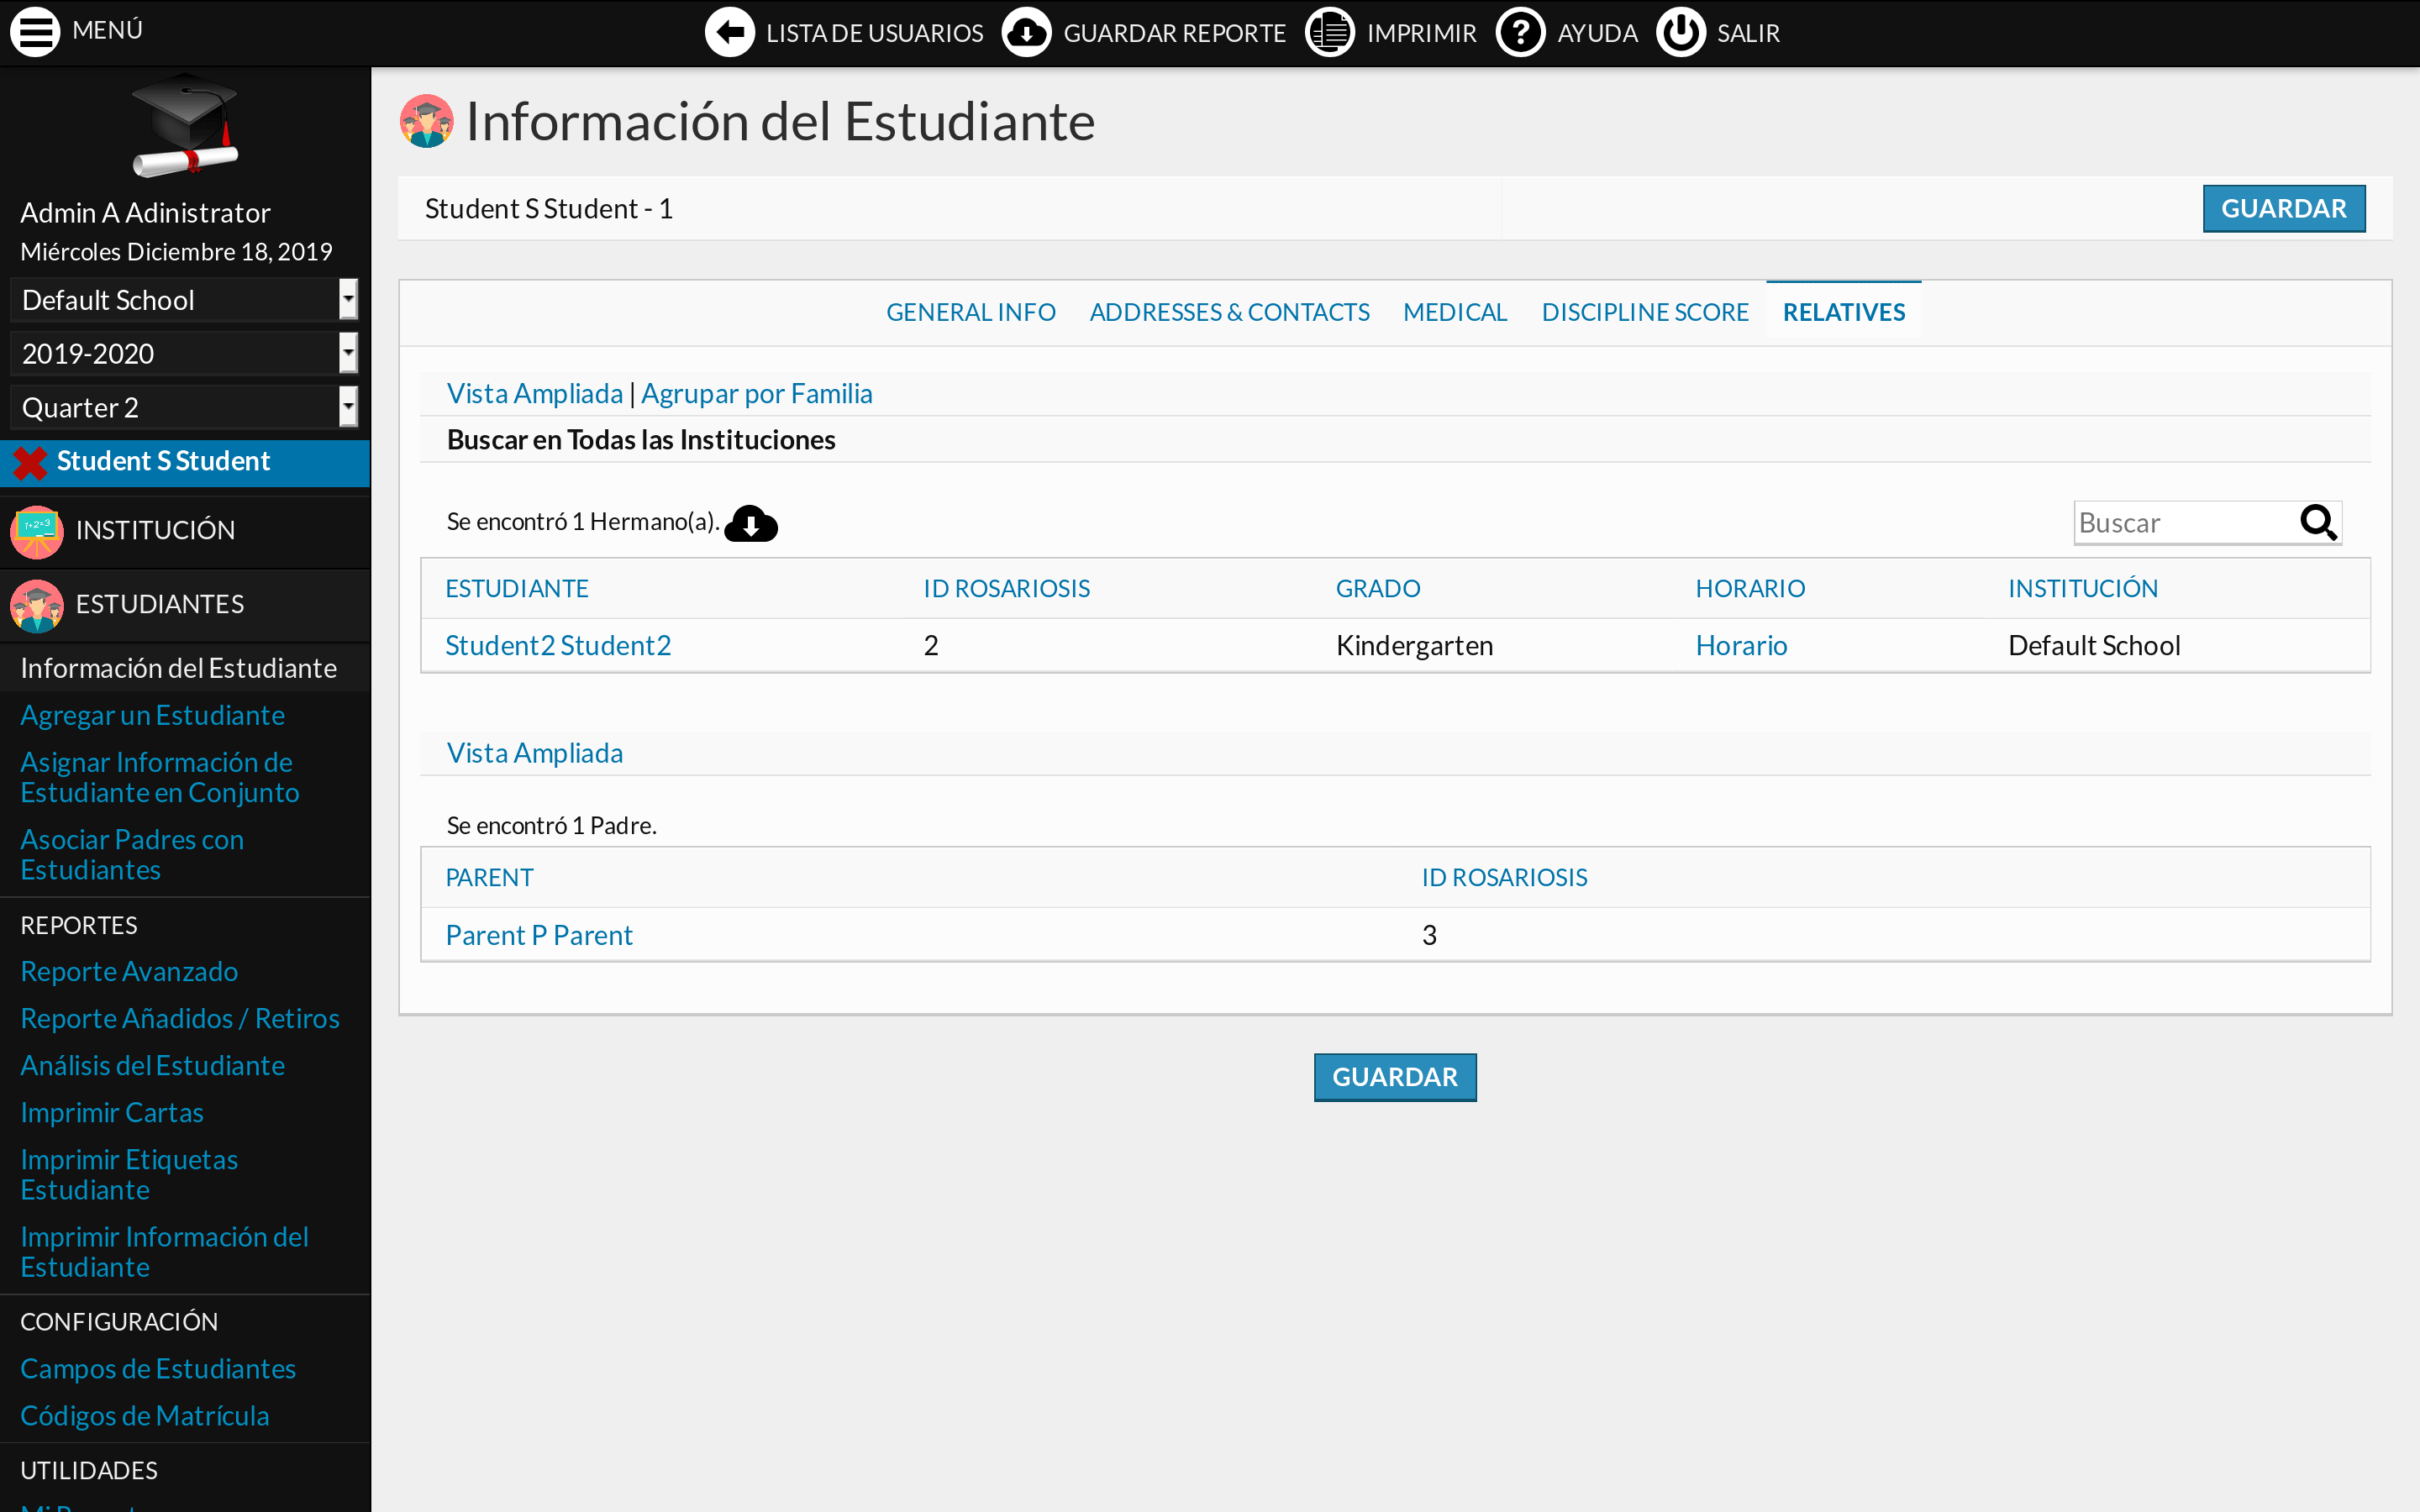 MENÚ
LISTA DE USUARIOS
GUARDAR REPORTE
IMPRIMIR
AYUDA
SALIR
Admin A Adinistrator
Miércoles Diciembre 18, 2019
Default School
2019-2020
Quarter 2
Student S Student
INSTITUCIÓN
ESTUDIANTES
Información del Estudiante
Agregar un Estudiante
Asignar Información de
Estudiante en Conjunto
Asociar Padres con
Estudiantes
REPORTES
Reporte Avanzado
Reporte Añadidos / Retiros
Análisis del Estudiante
Imprimir Cartas
Imprimir Etiquetas
Estudiante
Imprimir Información del
Estudiante
CONFIGURACIÓN
Campos de Estudiantes
Códigos de Matrícula
UTILIDADES
Información del Estudiante
Student S Student - 1
GUARDAR
GENERAL INFO ADDRESSES & CONTACTS MEDICAL DISCIPLINE SCORE RELATIVES
Vista Ampliada | Agrupar por Familia
Buscar en Todas las Instituciones
Se encontró 1 Hermano(a).
Buscar
ESTUDIANTE ID ROSARIOSIS GRADO HORARIO INSTITUCIÓN
Student2 Student2 2 Kindergarten Horario Default School
Vista Ampliada
Se encontró 1 Padre.
PARENT ID ROSARIOSIS
Parent P Parent 3
GUARDAR